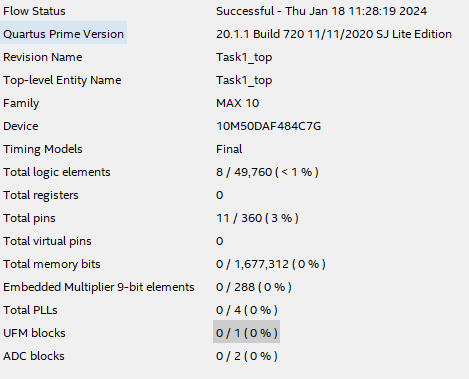 Flow Status Successful - Thu Jan 18 11:28:19 2024
Quartus Prime Version 20.1.1 Build 720 11/11/2020 SJ Lite Edition
Revision Name Task1_top
Top-level Entity Name Task1_top
Family MAX 10
Device 10M50DAF484C7G
Timing Models Final
Total logic elements 8 / 49,760 ( < 1 % )
Total registers 0
Total pins 11 / 360 ( 3 % )
Total virtual pins 0
Total memory bits 0 / 1,677,312 ( 0 % )
Embedded Multiplier 9-bit elements 0 / 288 ( 0 % )
Total PLLs 0 / 4 ( 0 % )
UFM blocks 0 / 1 ( 0 % )
ADC blocks 0 / 2 ( 0 % )